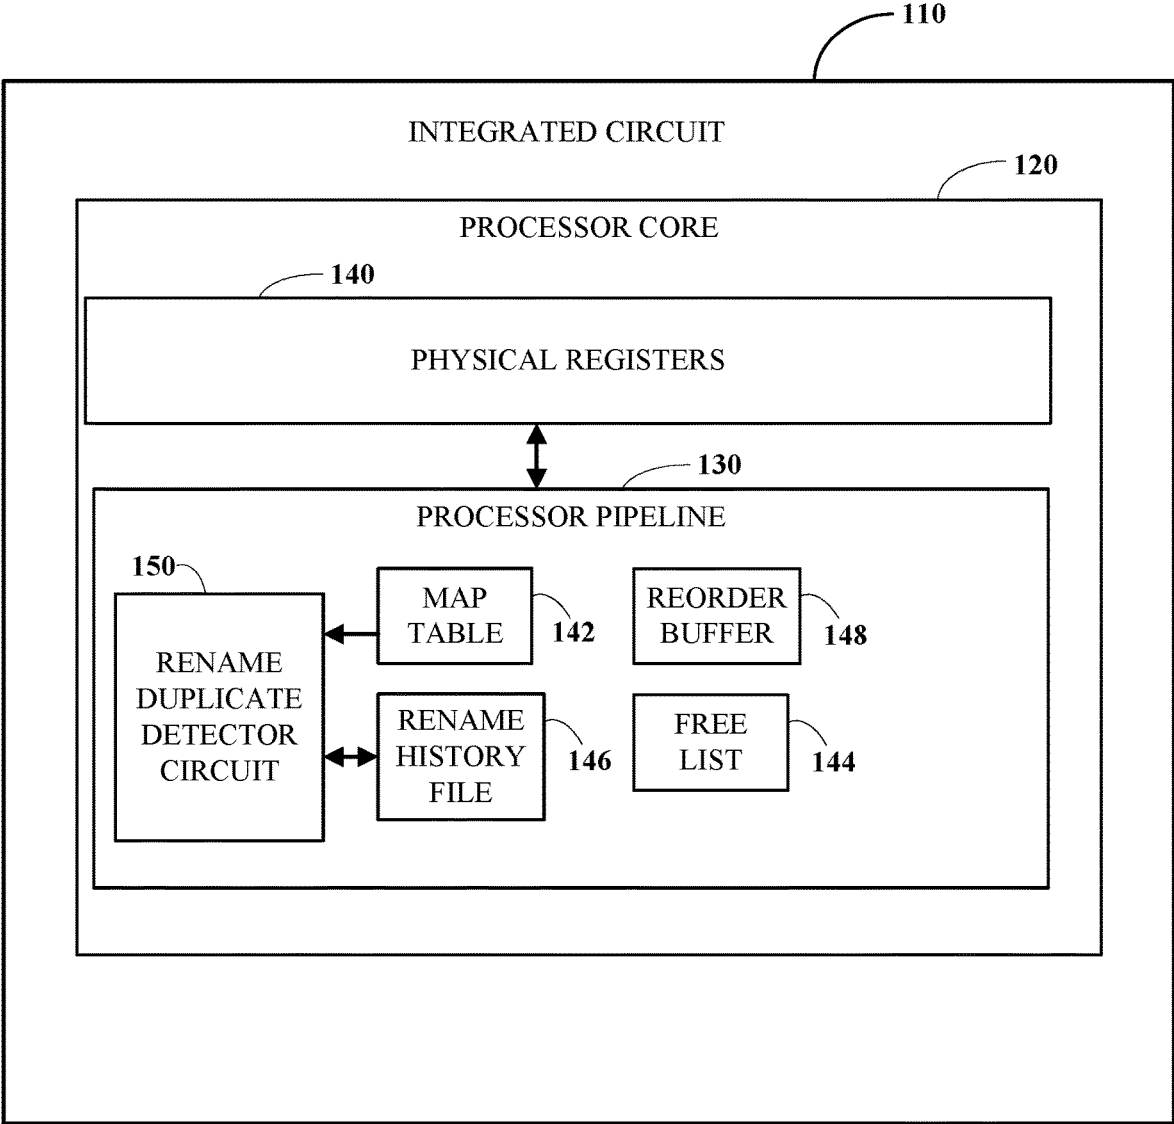 110
INTEGRATED CIRCUIT
120
PROCESSOR CORE
140
PHYSICAL REGISTERS
130
PROCESSOR PIPELINE
150
RENAME
DUPLICATE
DETECTOR
CIRCUIT
MAP
TABLE
142
REORDER
BUFFER
148
RENAME
HISTORY
FILE
146
FREE
LIST
144